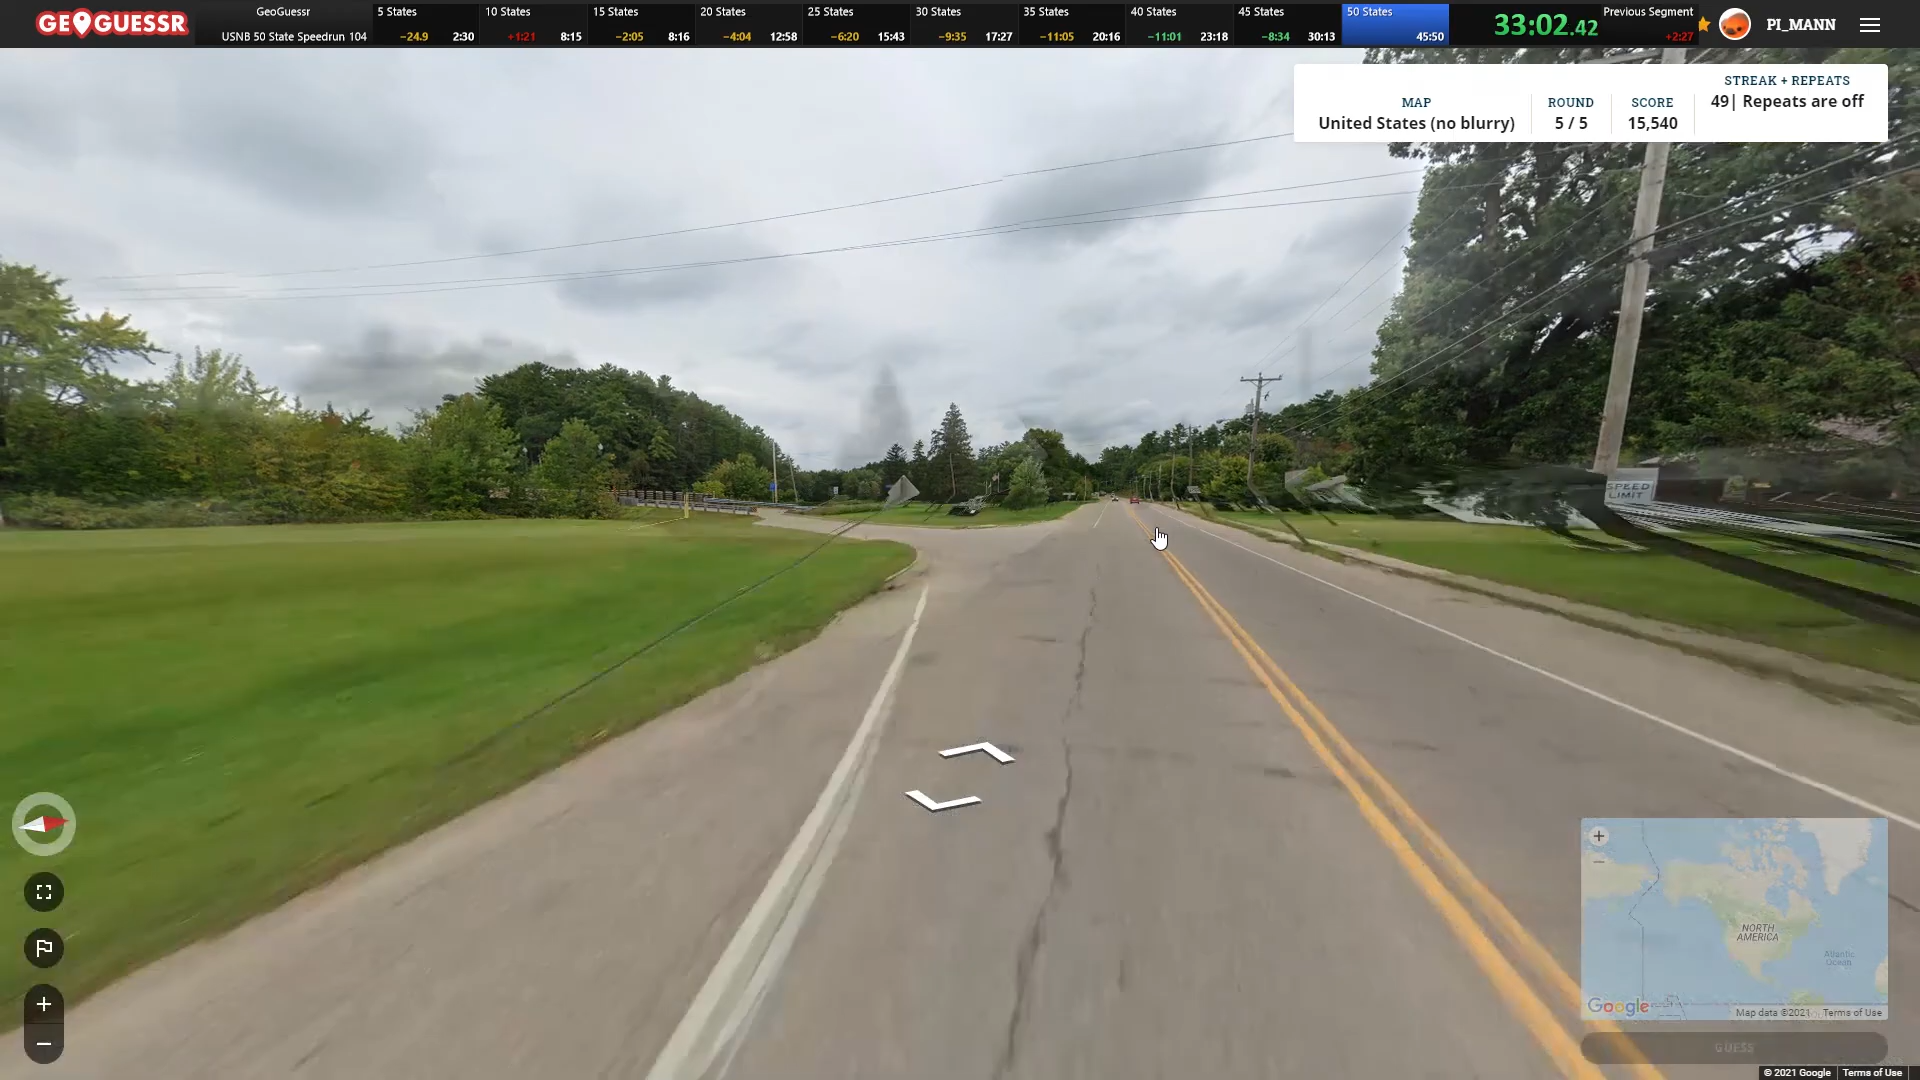 GEOGUESSR
GeoGuessr
USNB 50 State Speedrun 104
5 States
−24.9 2:30
10 States
+1:21 8:15
15 States
−2:05 8:16
20 States
−4:04 12:58
25 States
−6:20 15:43
30 States
−9:35 17:27
35 States
−11:05 20:16
40 States
−11:01 23:18
45 States
−8:34 30:13
50 States
45:50
33:02.42
Previous Segment
+2:27
PI_MANN
MAP
United States (no blurry)
ROUND
5 / 5
SCORE
15,540
STREAK + REPEATS
49| Repeats are off
SPEED
LIMIT
NORTH
AMERICA
Atlantic
Ocean
Google
Map data ©2021 Terms of Use
GUESS
© 2021 Google Terms of Use